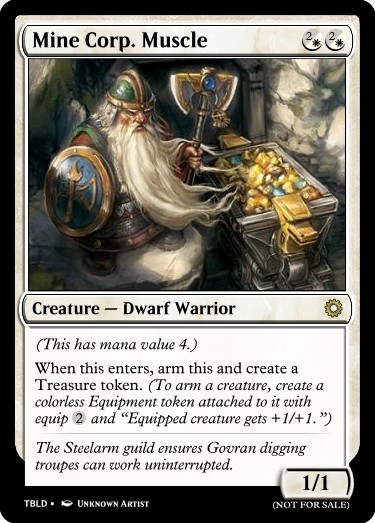 Mine Corp. Muscle
Creature — Dwarf Warrior
(This has mana value 4.)
When this enters, arm this and create a
Treasure token. (To arm a creature, create a
colorless Equipment token attached to it with
equip 2 and “Equipped creature gets +1/+1.”)
The Steelarm guild ensures Govran digging
troupes can work uninterrupted.
1/1
TBLD • Unknown Artist
(NOT FOR SALE)